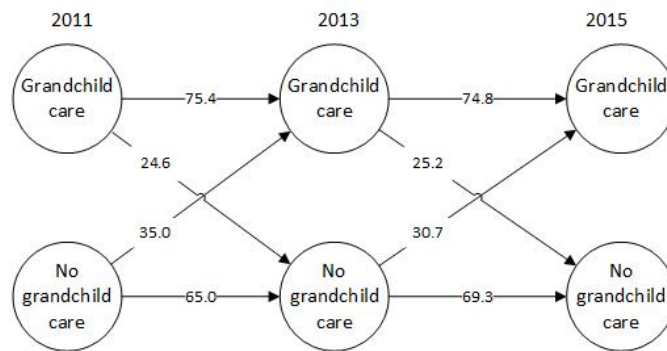 2011 2013 2015
Grandchild
care
75.4
Grandchild
care
74.8
Grandchild
care
24.6
25.2
35.0
30.7
No
grandchild
care
65.0
No
grandchild
care
69.3
No
grandchild
care